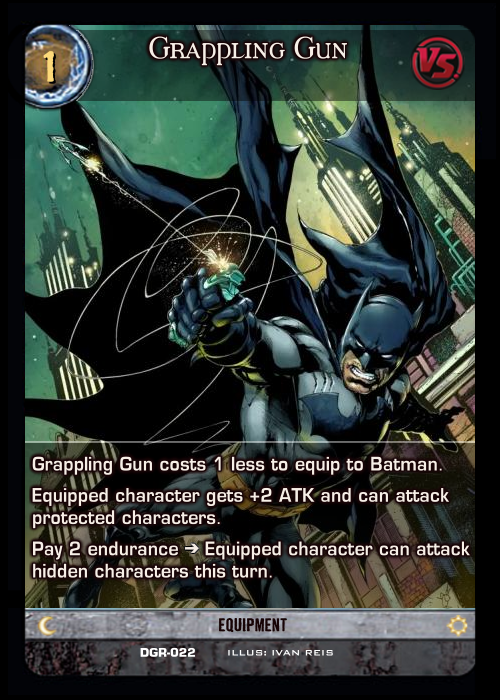 1
Grappling Gun
VS
Grappling Gun costs 1 less to equip to Batman.
Equipped character gets +2 ATK and can attack
protected characters.
Pay 2 endurance → Equipped character can attack
hidden characters this turn.
EQUIPMENT
DGR-022 ILLUS: IVAN REIS